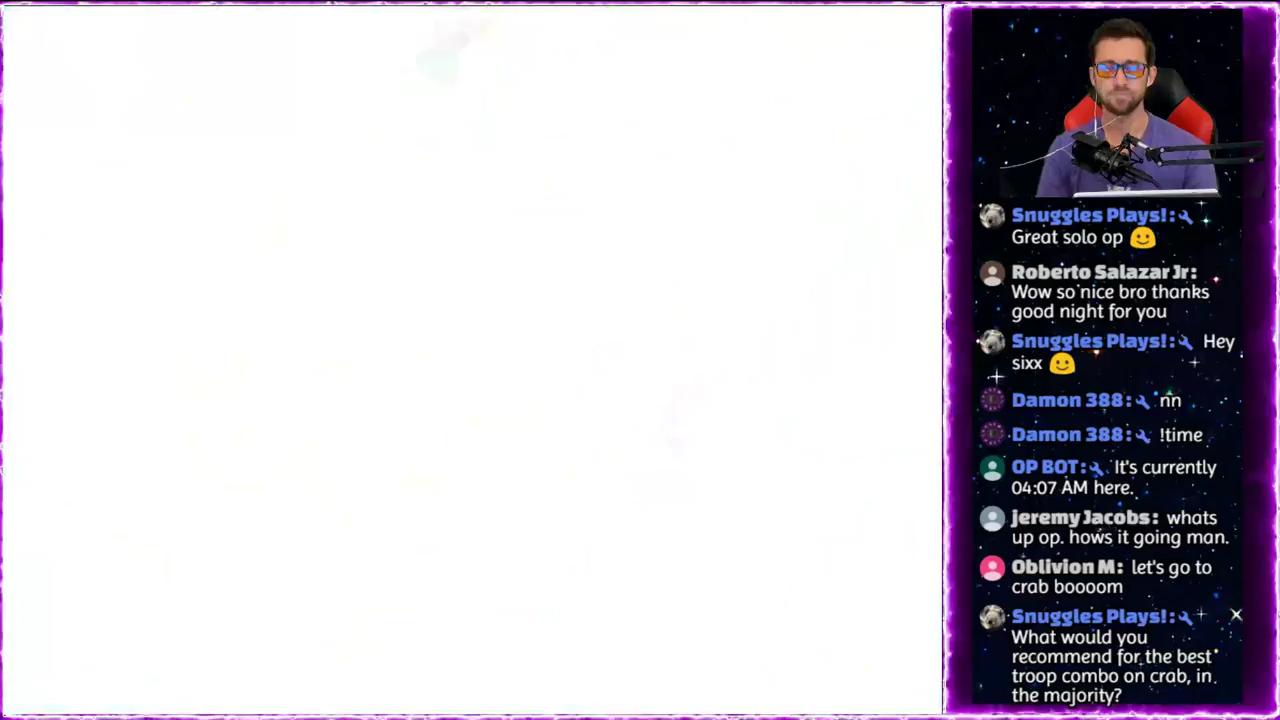 Snuggles Plays!:
Great solo op
Roberto Salazar Jr:
Wow so nice bro thanks
good night for you
Snuggles Plays!: Hey
sixx
Damon 388: nn
Damon 388: !time
OP BOT: It's currently
04:07 AM here.
jeremy Jacobs: whats
up op. hows it going man.
Oblivion M: let's go to
crab boooom
Snuggles Plays!:
What would you
recommend for the best
troop combo on crab, in
the majority?